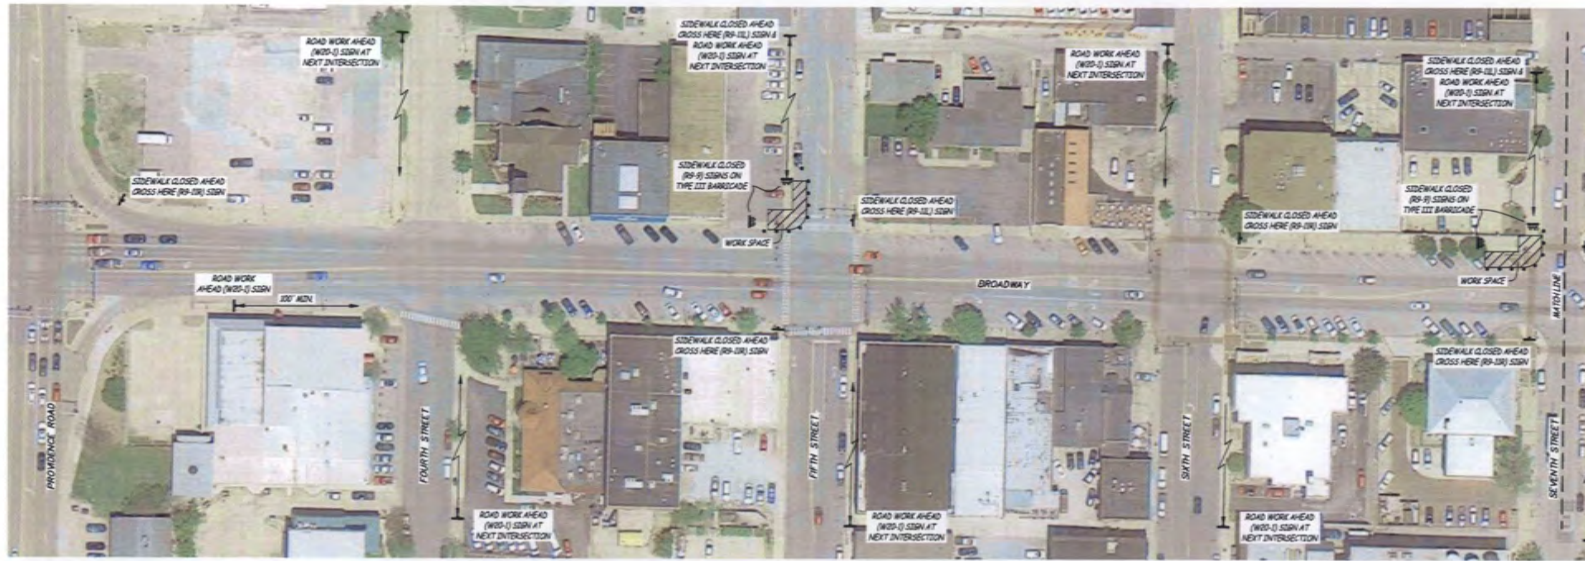 ROAD WORK AHEAD
(W20-1) SIGN AT
NEXT INTERSECTION
SIDEWALK CLOSED AHEAD
CROSS HERE (R9-11L) SIGN &
ROAD WORK AHEAD
(W20-1) SIGN AT
NEXT INTERSECTION
ROAD WORK AHEAD
(W20-1) SIGN AT
NEXT INTERSECTION
SIDEWALK CLOSED AHEAD
CROSS HERE (R9-11L) SIGN &
ROAD WORK AHEAD
(W20-1) SIGN AT
NEXT INTERSECTION
SIDEWALK CLOSED AHEAD
CROSS HERE (R9-11R) SIGN
SIDEWALK CLOSED
(R9-9) SIGNS ON
TYPE III BARRICADE
SIDEWALK CLOSED AHEAD
CROSS HERE (R9-11L) SIGN
SIDEWALK CLOSED AHEAD
CROSS HERE (R9-11R) SIGN
SIDEWALK CLOSED
(R9-9) SIGNS ON
TYPE III BARRICADE
WORK SPACE
WORK SPACE
ROAD WORK
AHEAD (W20-1) SIGN
100' MIN.
BROADWAY
MATCH LINE
SIDEWALK CLOSED AHEAD
CROSS HERE (R9-11R) SIGN
SIDEWALK CLOSED AHEAD
CROSS HERE (R9-11R) SIGN
PROVIDENCE ROAD
FOURTH STREET
FIFTH STREET
SIXTH STREET
SEVENTH STREET
ROAD WORK AHEAD
(W20-1) SIGN AT
NEXT INTERSECTION
ROAD WORK AHEAD
(W20-1) SIGN AT
NEXT INTERSECTION
ROAD WORK AHEAD
(W20-1) SIGN AT
NEXT INTERSECTION